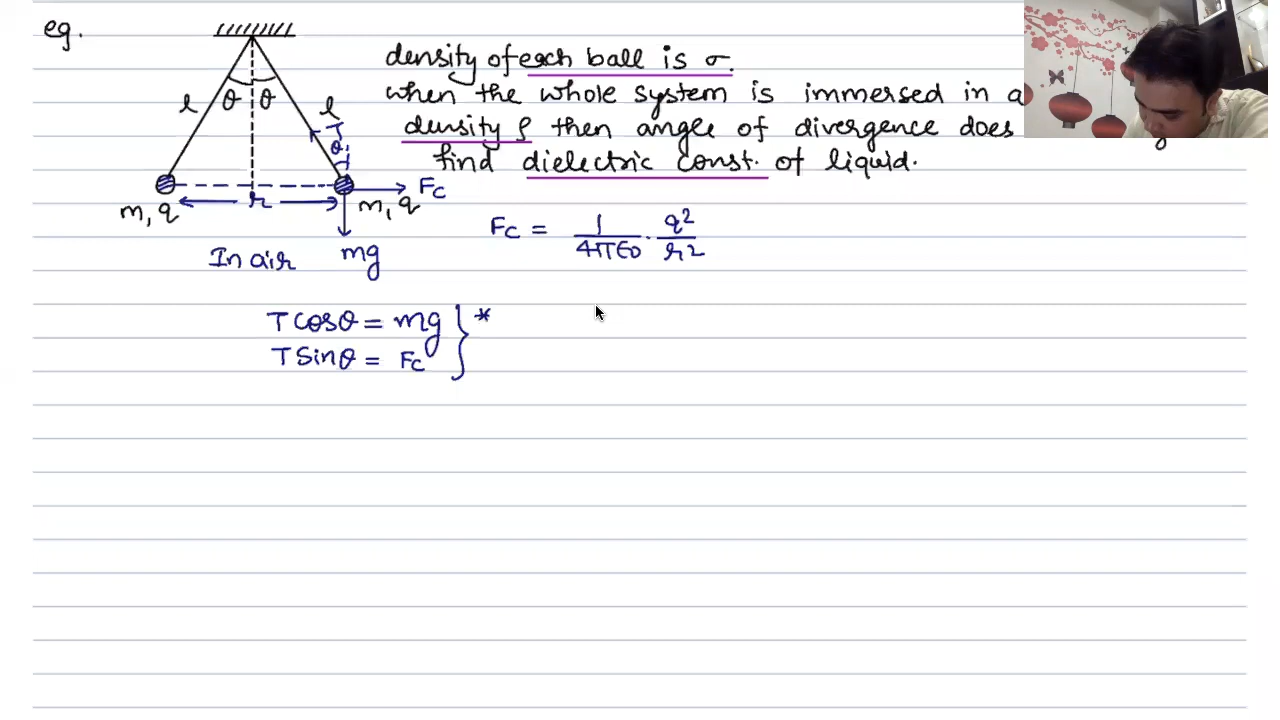 eg.
density of each ball is σ.
when the whole system is immersed in a
density ρ then angle of divergence does
find dielectric const. of liquid.
θ θ
l l
T
θ
r
Fc
m, q m, q
In air mg
Fc = 1/4πε0 · q²/r²
T cosθ = mg } *
T sinθ = Fc